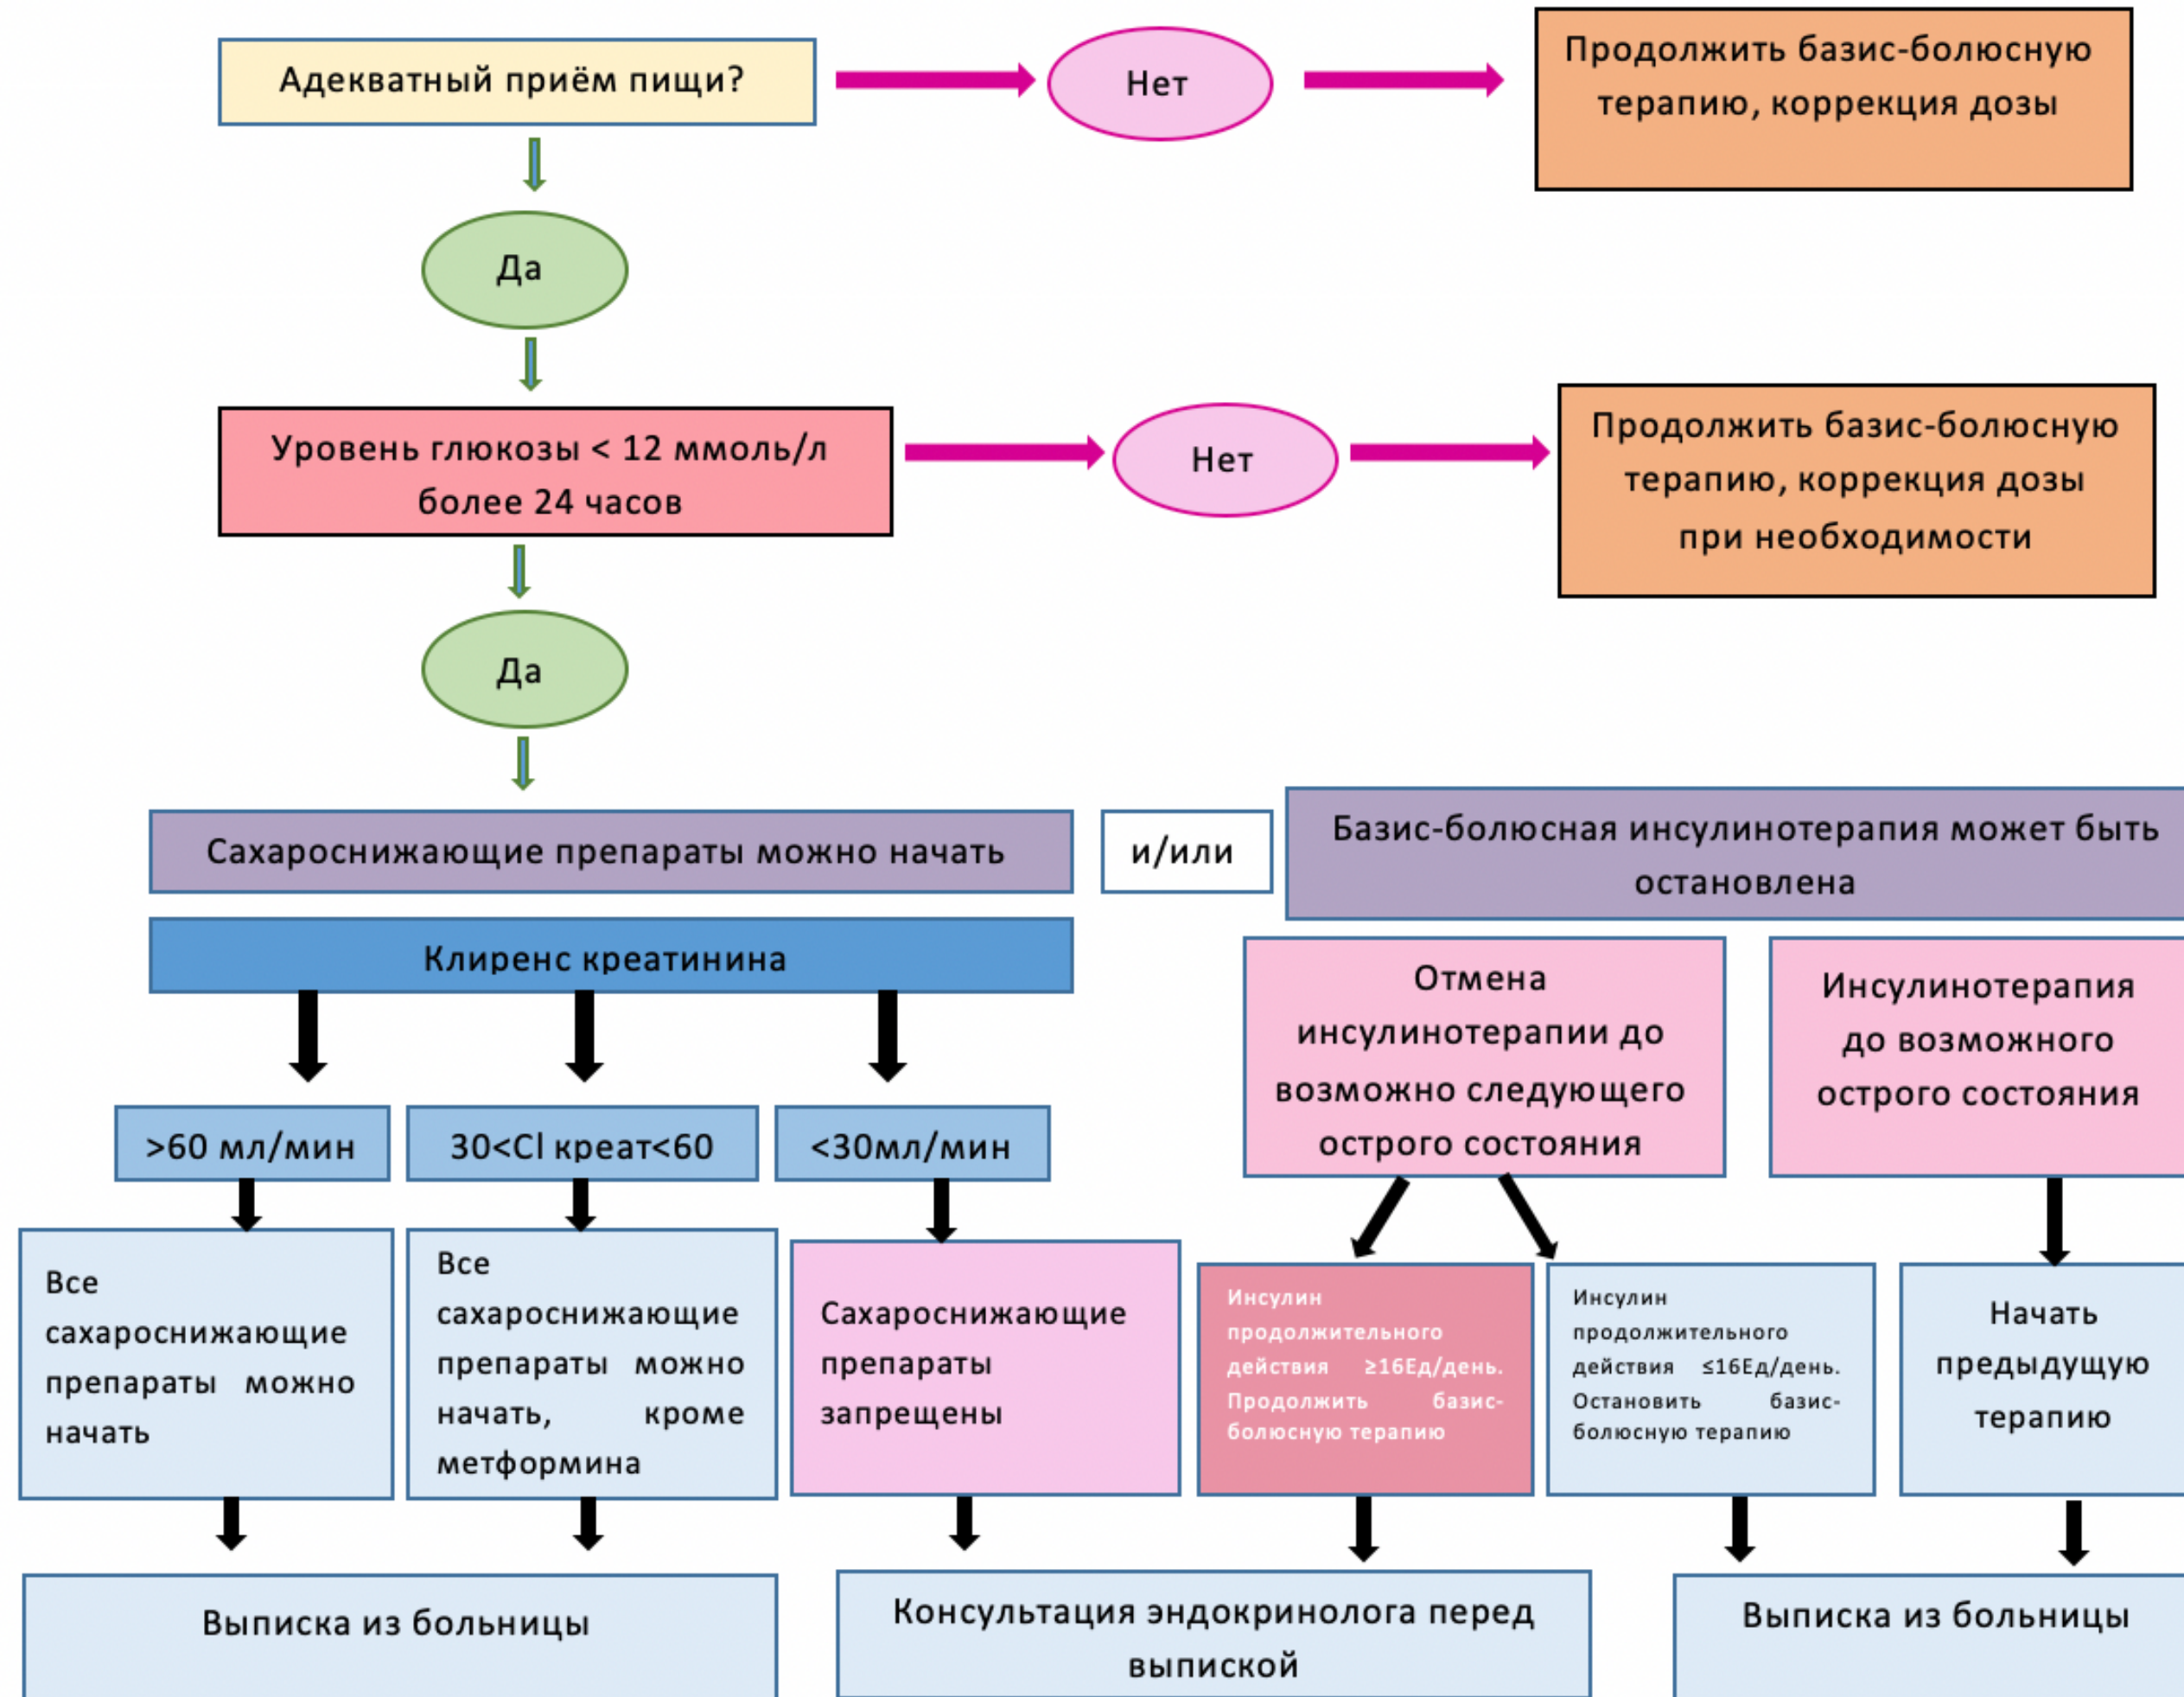 Адекватный приём пищи?
Нет
Продолжить базис-болюсную
терапию, коррекция дозы
Да
Уровень глюкозы < 12 ммоль/л
более 24 часов
Нет
Продолжить базис-болюсную
терапию, коррекция дозы
при необходимости
Да
Сахароснижающие препараты можно начать
и/или
Базис-болюсная инсулинотерапия может быть
остановлена
Клиренс креатинина
Отмена
инсулинотерапии до
возможно следующего
острого состояния
Инсулинотерапия
до возможного
острого состояния
>60 мл/мин
30<Cl креат<60
<30мл/мин
Все
сахароснижающие
препараты можно
начать
Все
сахароснижающие
препараты можно
начать, кроме
метформина
Сахароснижающие
препараты
запрещены
Инсулин
продолжительного
действия ≥16Ед/день.
Продолжить базис-
болюсную терапию
Инсулин
продолжительного
действия ≤16Ед/день.
Остановить базис-
болюсную терапию
Начать
предыдущую
терапию
Выписка из больницы
Консультация эндокринолога перед
выпиской
Выписка из больницы